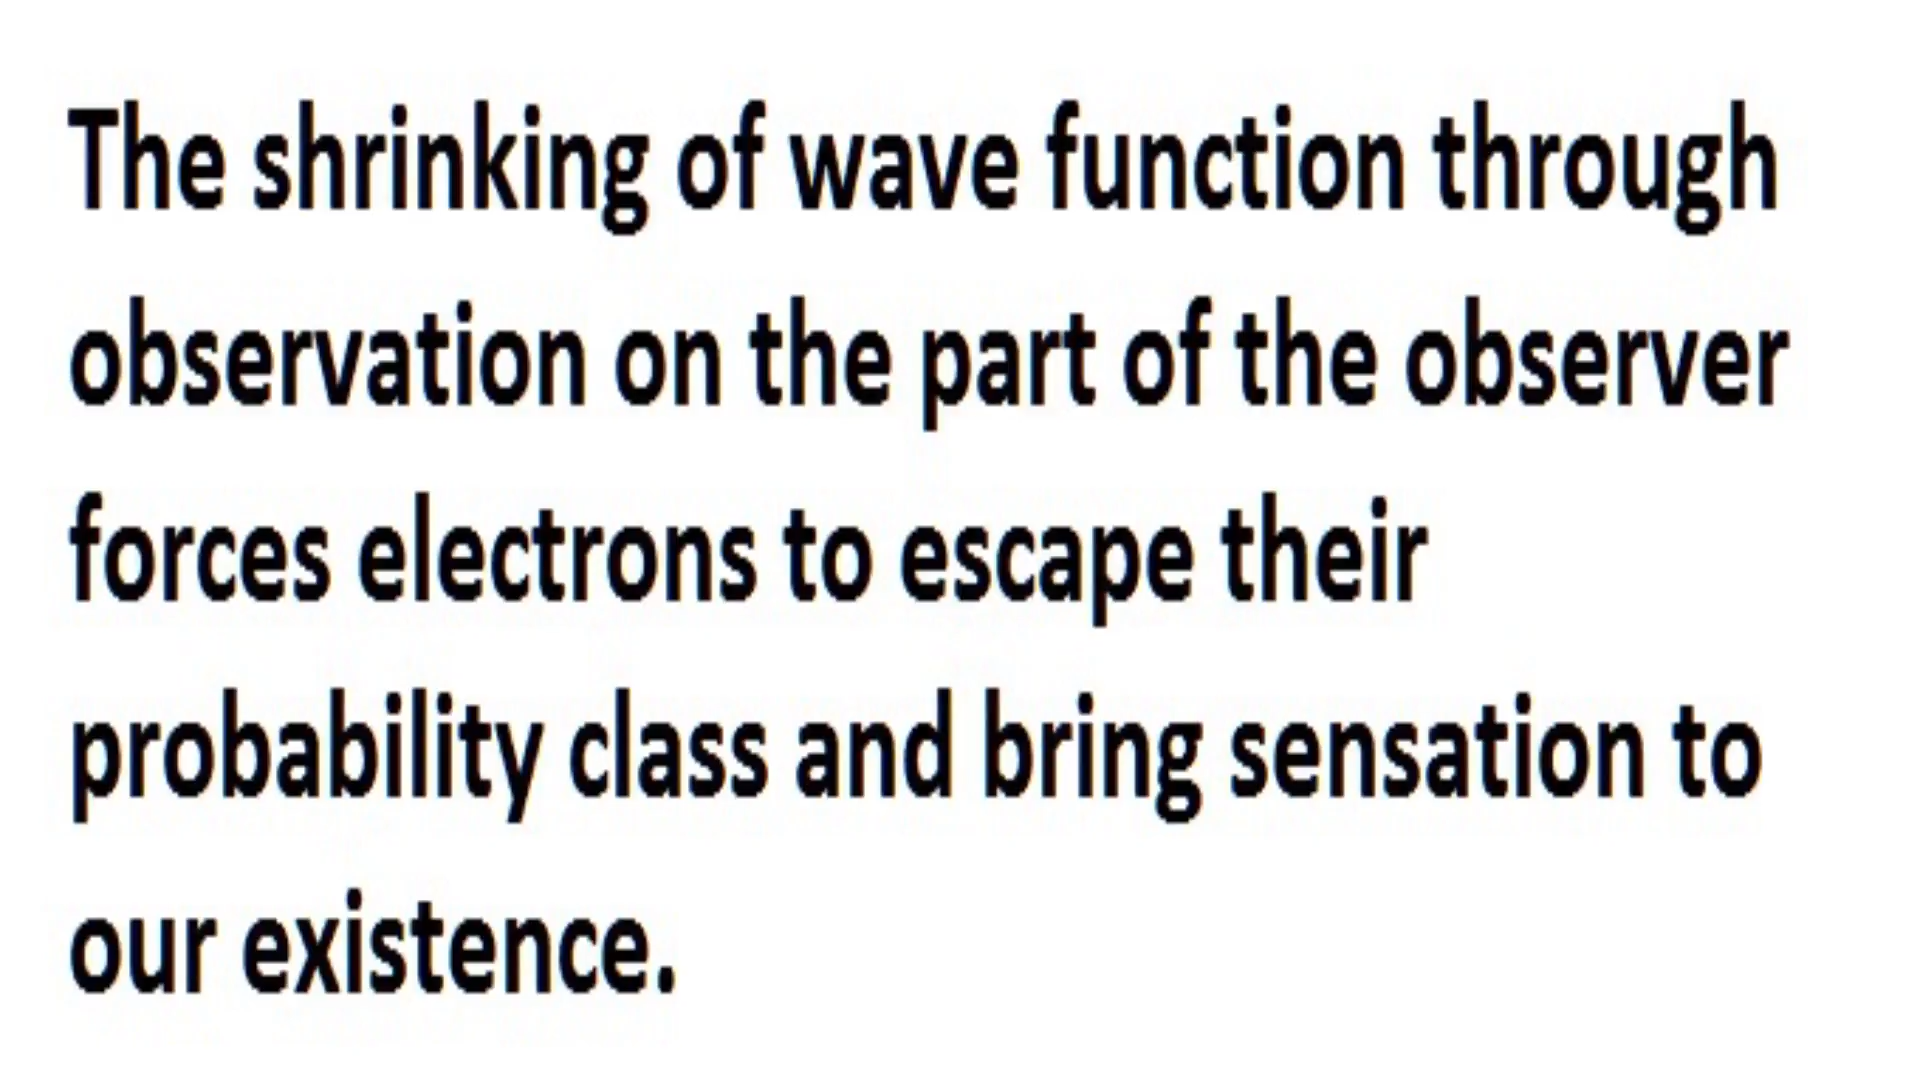 The shrinking of wave function through
observation on the part of the observer
forces electrons to escape their
probability class and bring sensation to
our existence.